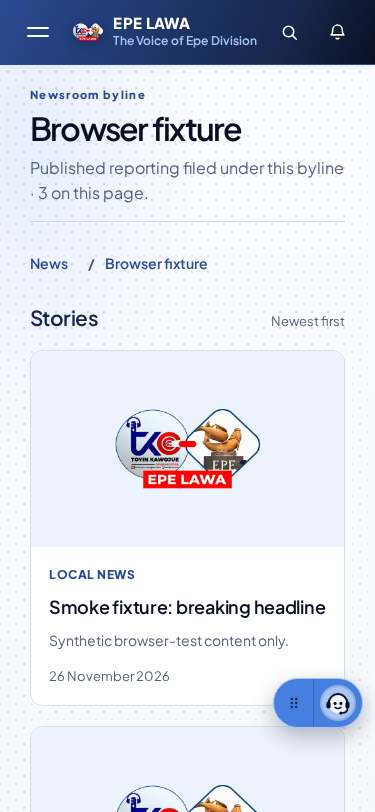 EPE LAWA
The Voice of Epe Division
Newsroom byline
Browser fixture
Published reporting filed under this byline
· 3 on this page.
News / Browser fixture
Stories
Newest first
TKC
TOYIN KAWOJUE
EPE
EPE LAWA
LOCAL NEWS
Smoke fixture: breaking headline
Synthetic browser-test content only.
26 November 2026